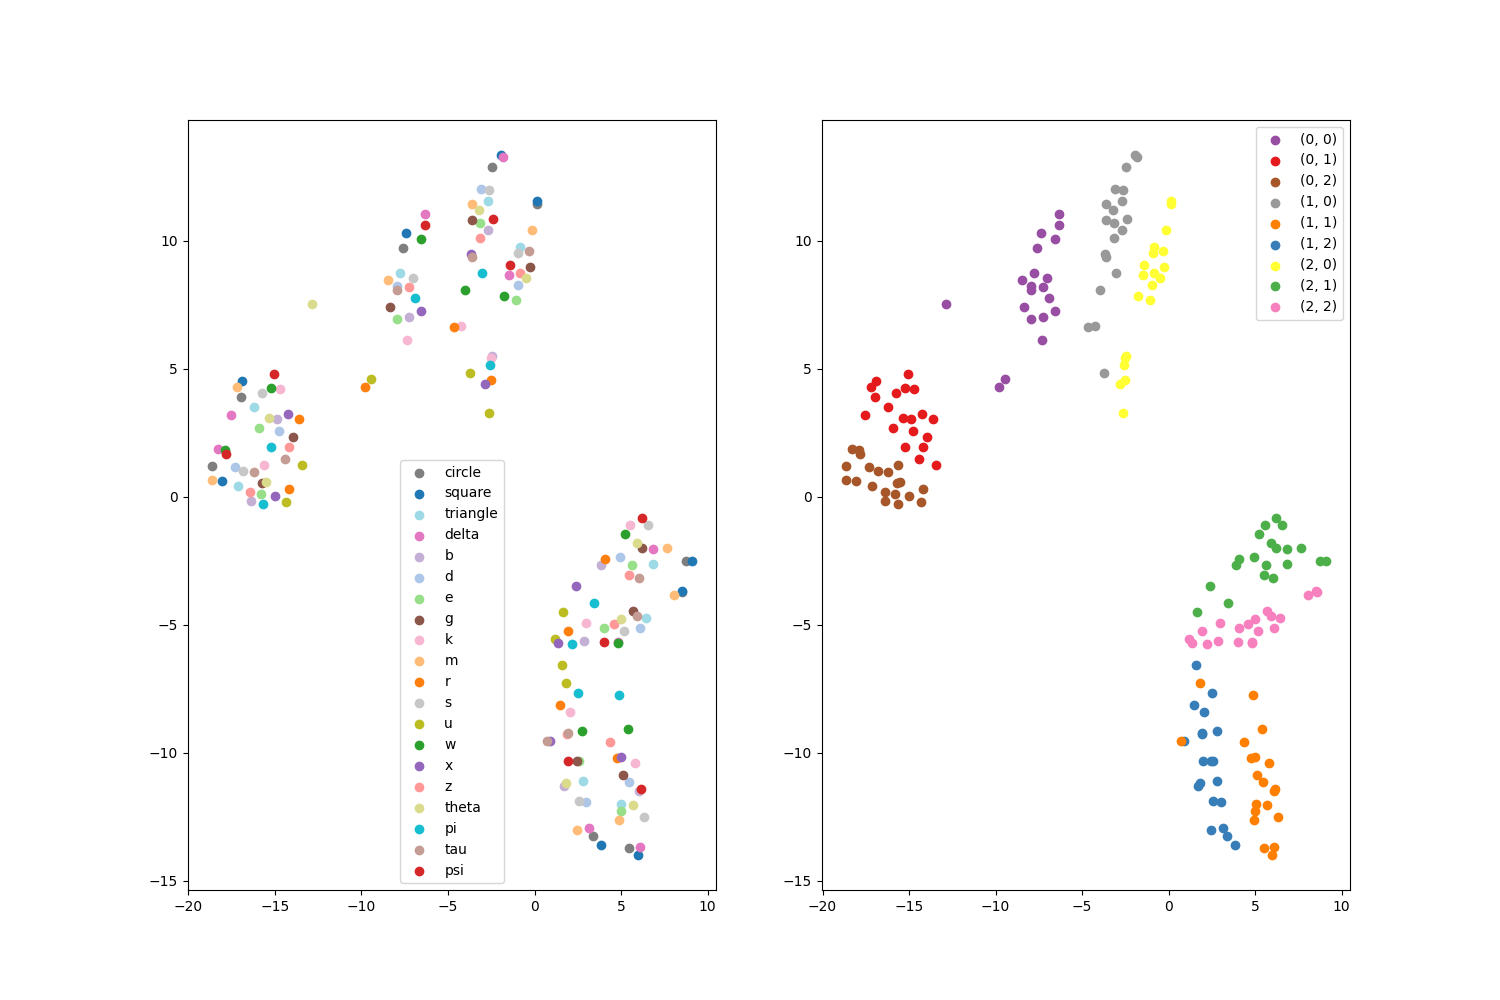 10
5
0
−5
−10
−15
−20 −15 −10 −5 0 5 10
circle
square
triangle
delta
b
d
e
g
k
m
r
s
u
w
x
z
theta
pi
tau
psi
10
5
0
−5
−10
−15
−20 −15 −10 −5 0 5 10
(0, 0)
(0, 1)
(0, 2)
(1, 0)
(1, 1)
(1, 2)
(2, 0)
(2, 1)
(2, 2)